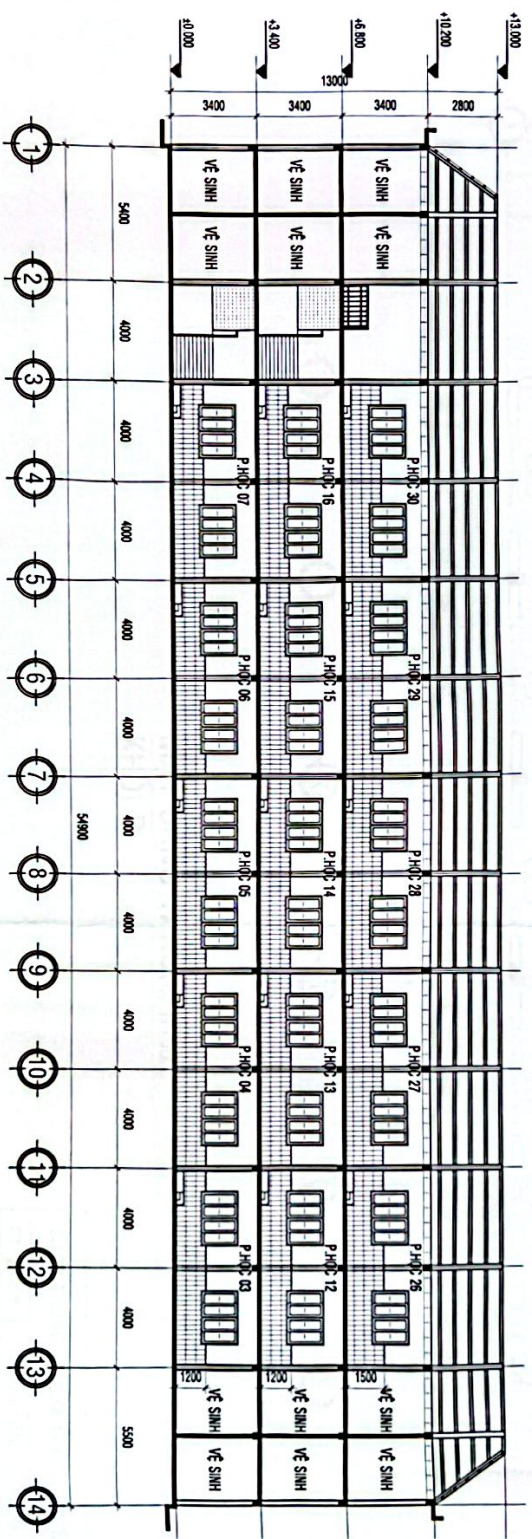 +13.000
+10.200
+6.800
+3.400
±0.000
13000
2800
3400
3400
3400
VỆ SINH VỆ SINH P.HỌC 30 P.HỌC 29 P.HỌC 28 P.HỌC 27 P.HỌC 26 VỆ SINH VỆ SINH
1500
VỆ SINH VỆ SINH P.HỌC 16 P.HỌC 15 P.HỌC 14 P.HỌC 13 P.HỌC 12 VỆ SINH VỆ SINH
1200
VỆ SINH VỆ SINH P.HỌC 07 P.HỌC 06 P.HỌC 05 P.HỌC 04 P.HỌC 03 VỆ SINH VỆ SINH
1200
5400 4000 4000 4000 4000 4000 4000 4000 4000 4000 4000 4000 5500
54900
1 2 3 4 5 6 7 8 9 10 11 12 13 14